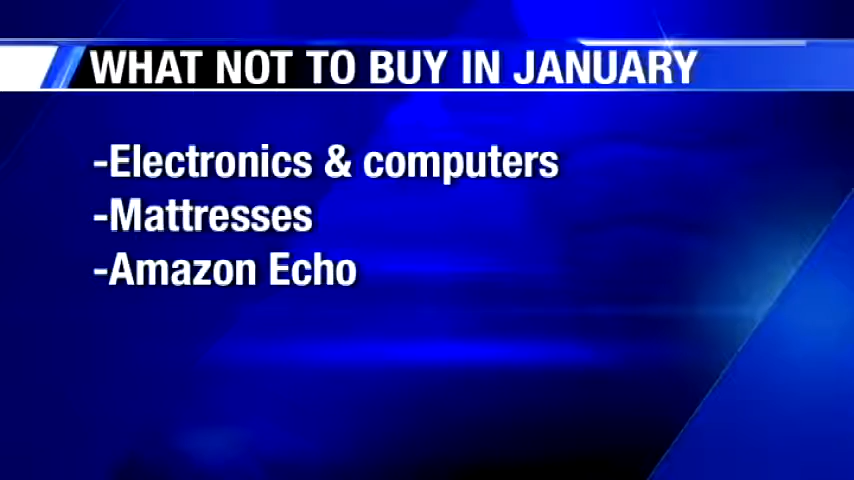 WHAT NOT TO BUY IN JANUARY
-Electronics & computers
-Mattresses
-Amazon Echo